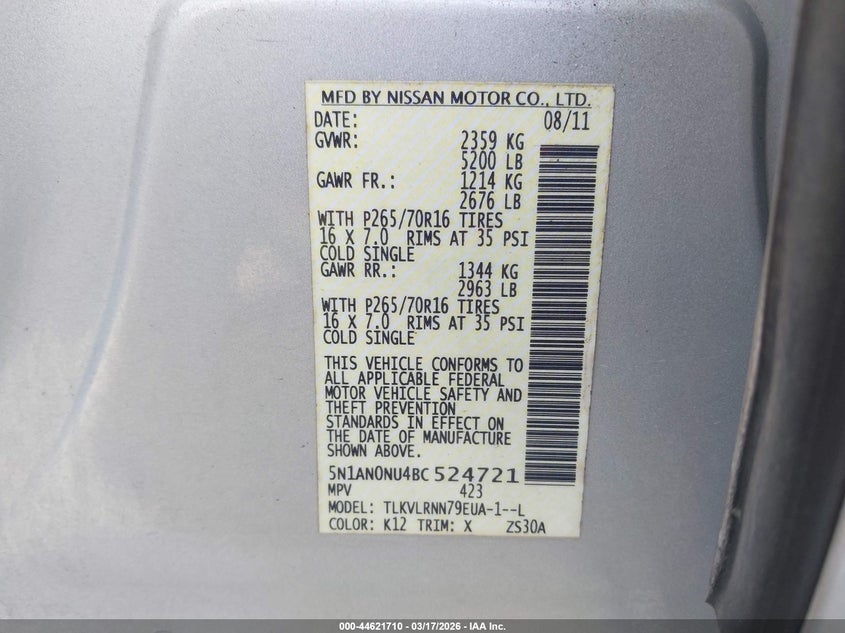 MFD BY NISSAN MOTOR CO., LTD.
DATE: 08/11
GVWR: 2359 KG
5200 LB
GAWR FR.: 1214 KG
2676 LB
WITH P265/70R16 TIRES
16 X 7.0 RIMS AT 35 PSI
COLD SINGLE
GAWR RR.: 1344 KG
2963 LB
WITH P265/70R16 TIRES
16 X 7.0 RIMS AT 35 PSI
COLD SINGLE
THIS VEHICLE CONFORMS TO
ALL APPLICABLE FEDERAL
MOTOR VEHICLE SAFETY AND
THEFT PREVENTION
STANDARDS IN EFFECT ON
THE DATE OF MANUFACTURE
SHOWN ABOVE.
5N1AN0NU4BC524721
MPV 423
MODEL: TLKVLRNN79EUA-1--L
COLOR: K12 TRIM: X ZS30A
000-44621710 - 03/17/2026 - IAA Inc.